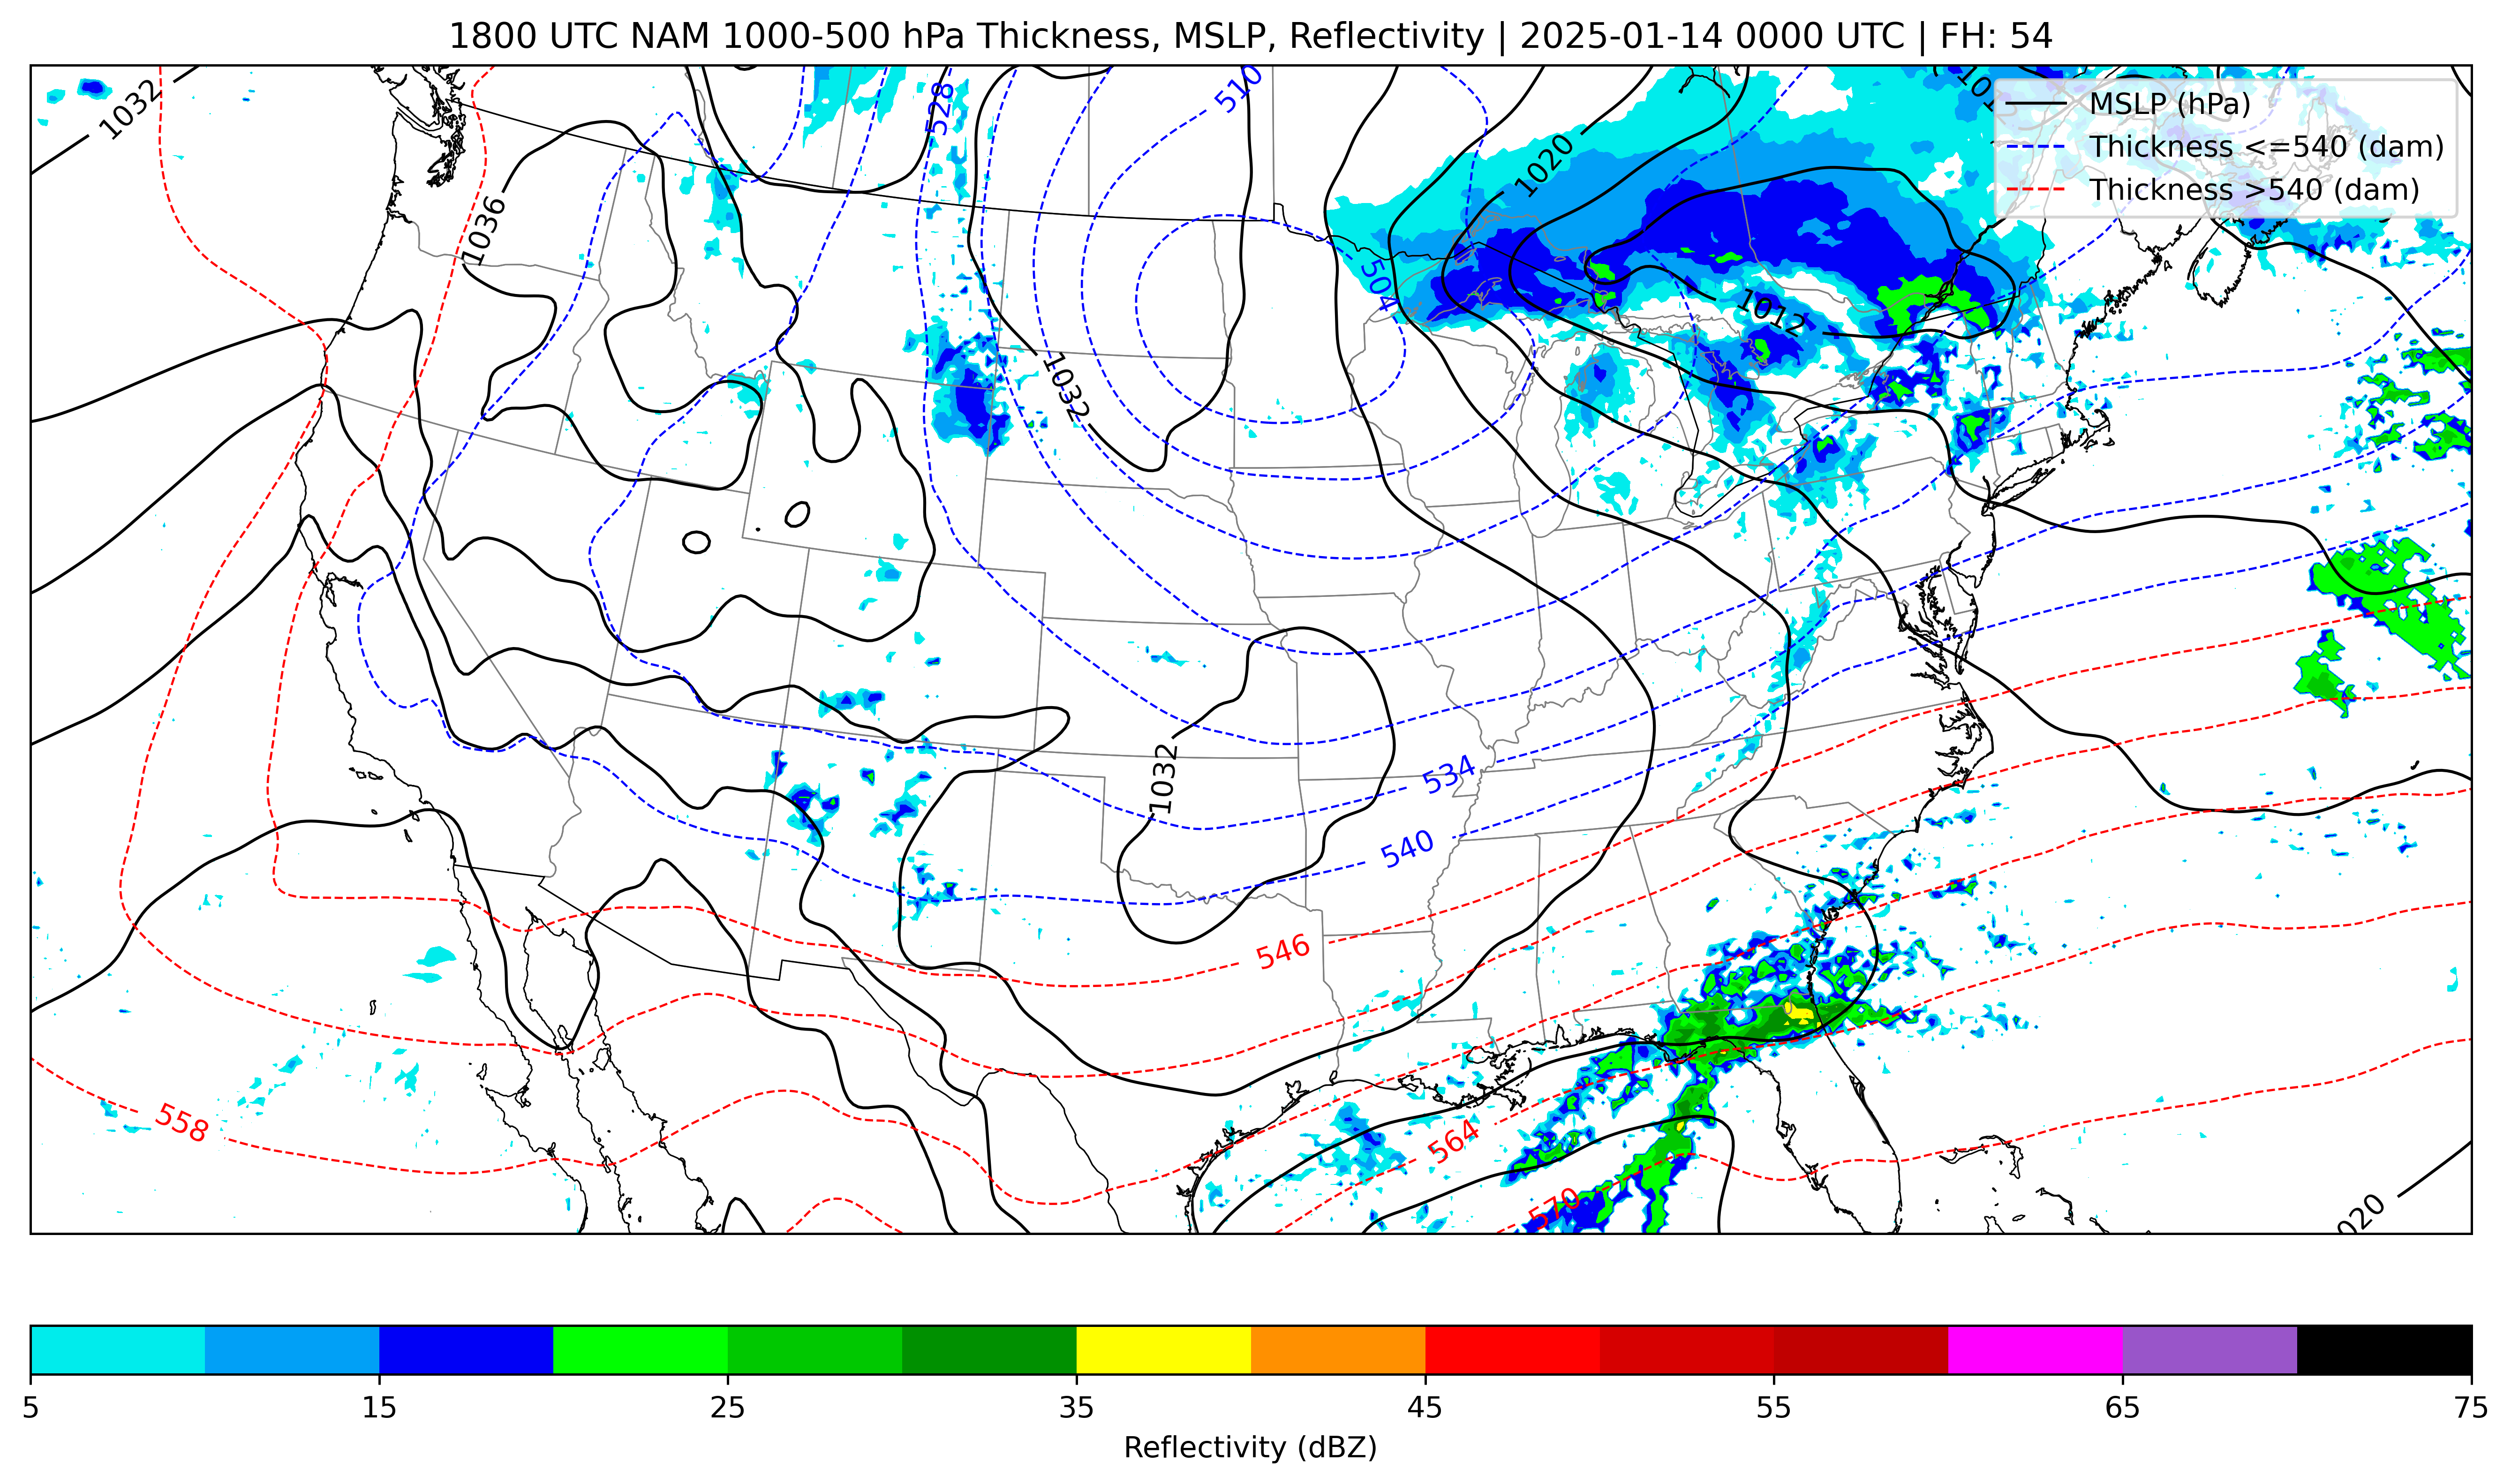 1800 UTC NAM 1000-500 hPa Thickness, MSLP, Reflectivity | 2025-01-14 0000 UTC | FH: 54
MSLP (hPa)
Thickness <=540 (dam)
Thickness >540 (dam)
1032
528
510
1020
1036
504
1012
1032
1032
534
540
546
558
564
570
020
5 15 25 35 45 55 65 75
Reflectivity (dBZ)